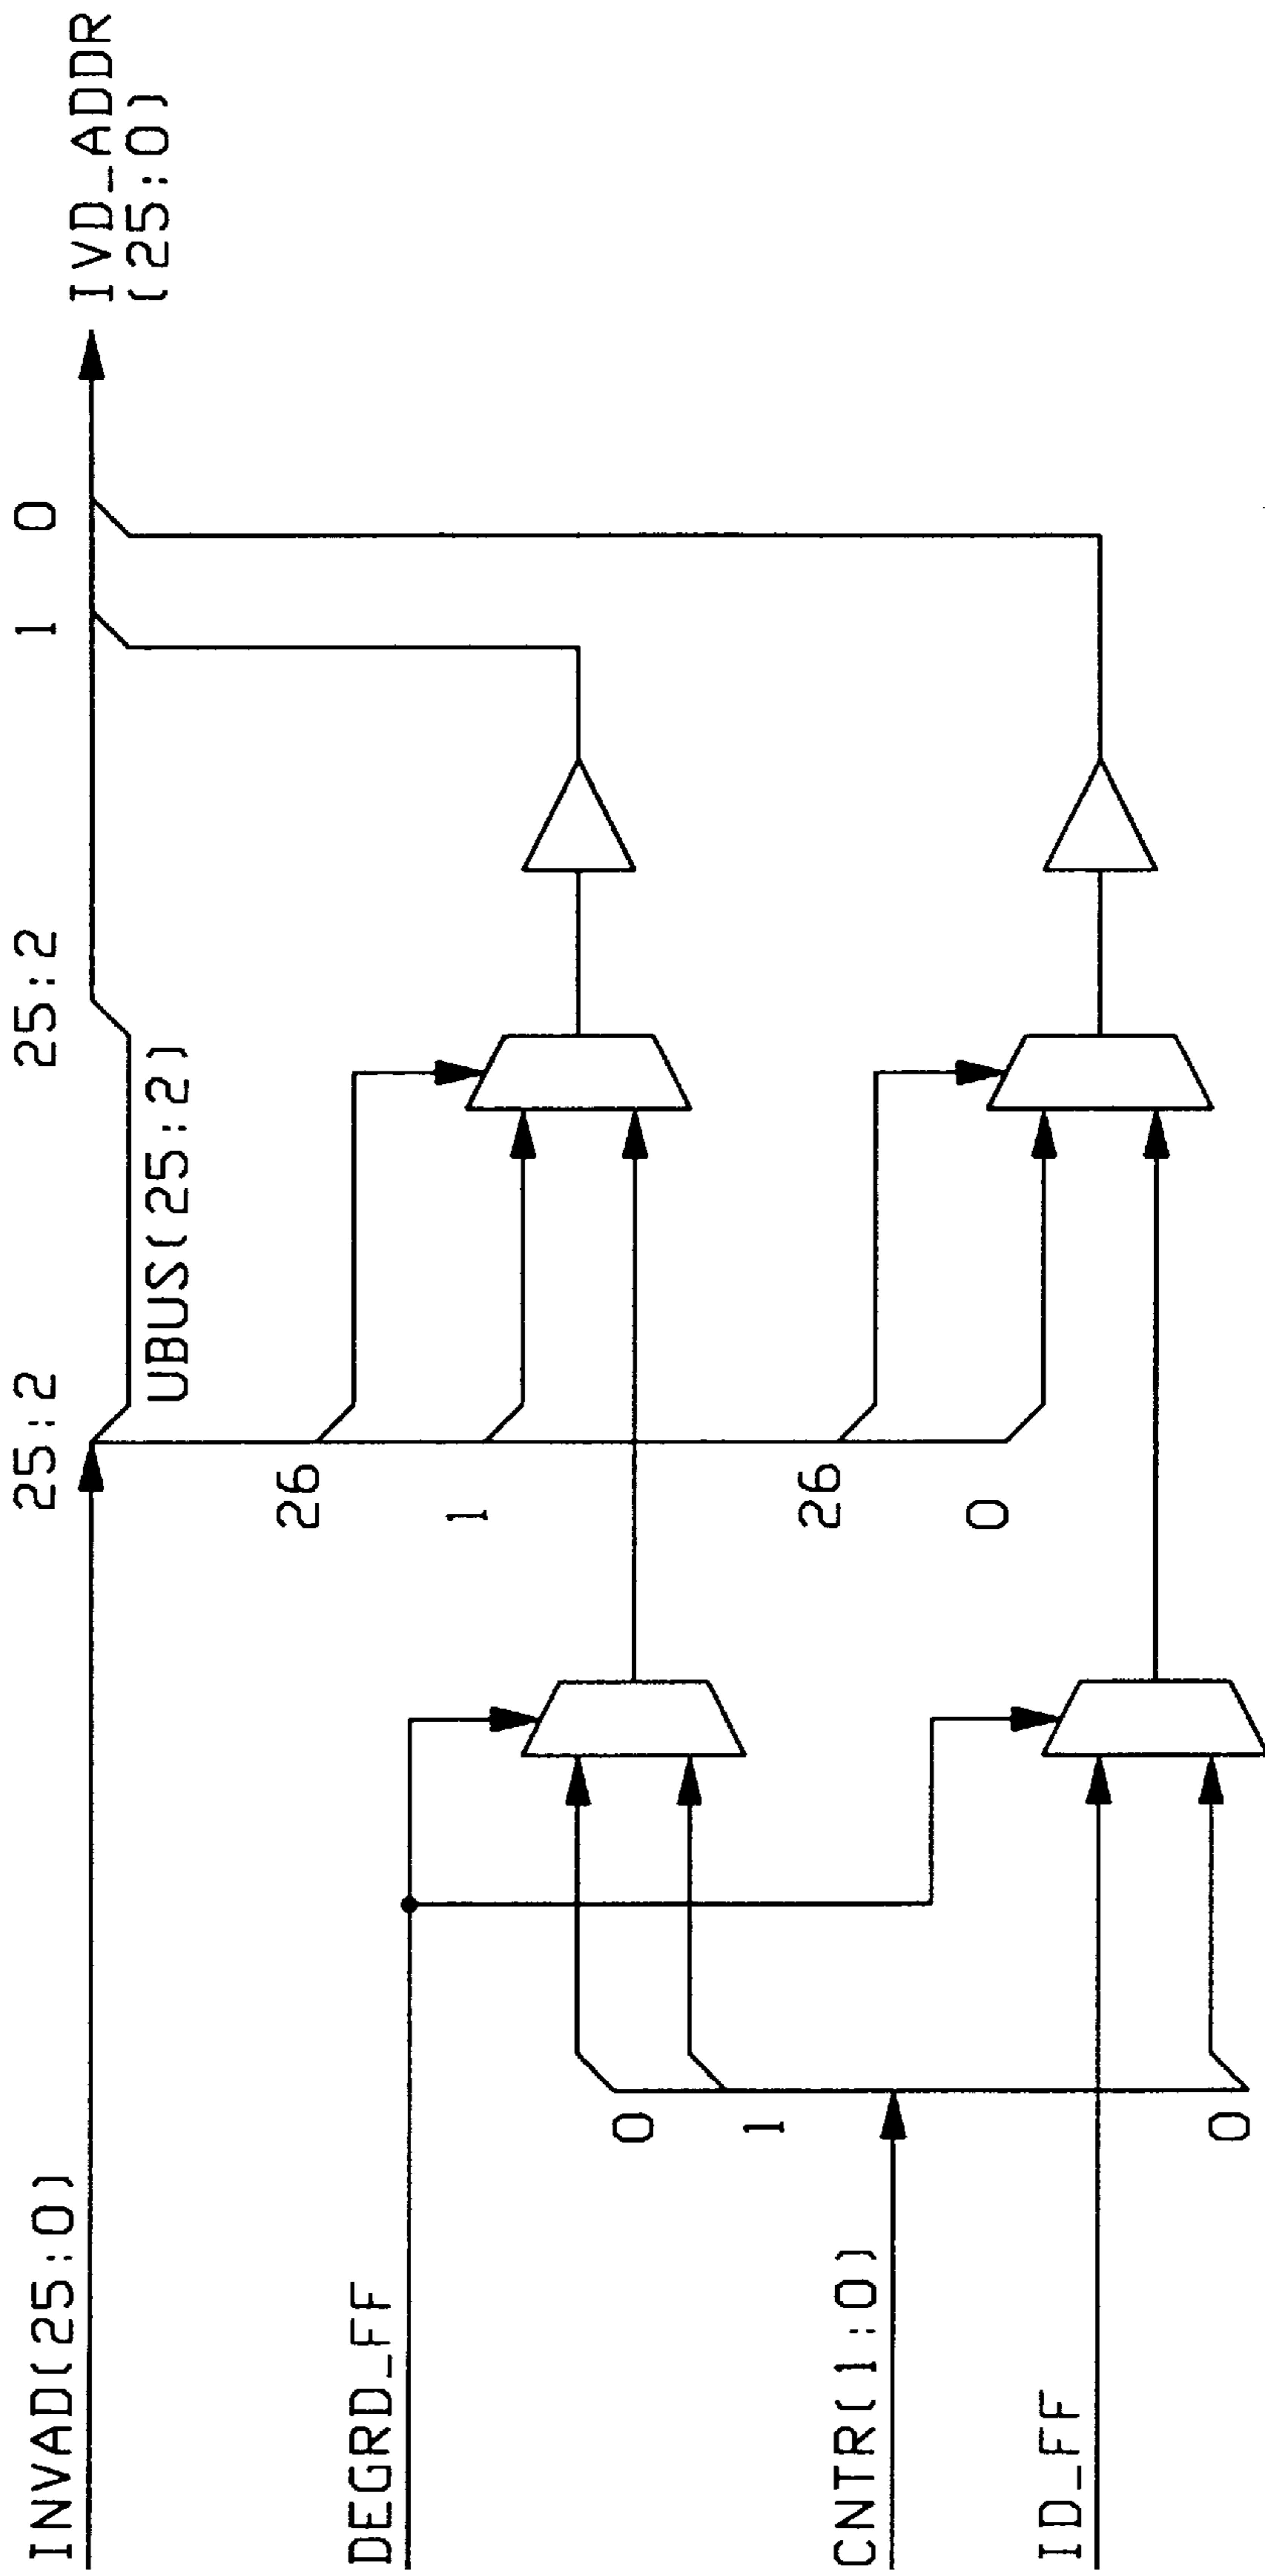 INVAD(25:0)
25:2
25:2
1
0
IVD_ADDR
(25:0)
UBUS(25:2)
26
DEGRD_FF
1
0
1
26
CNTR(1:0)
0
ID_FF
0